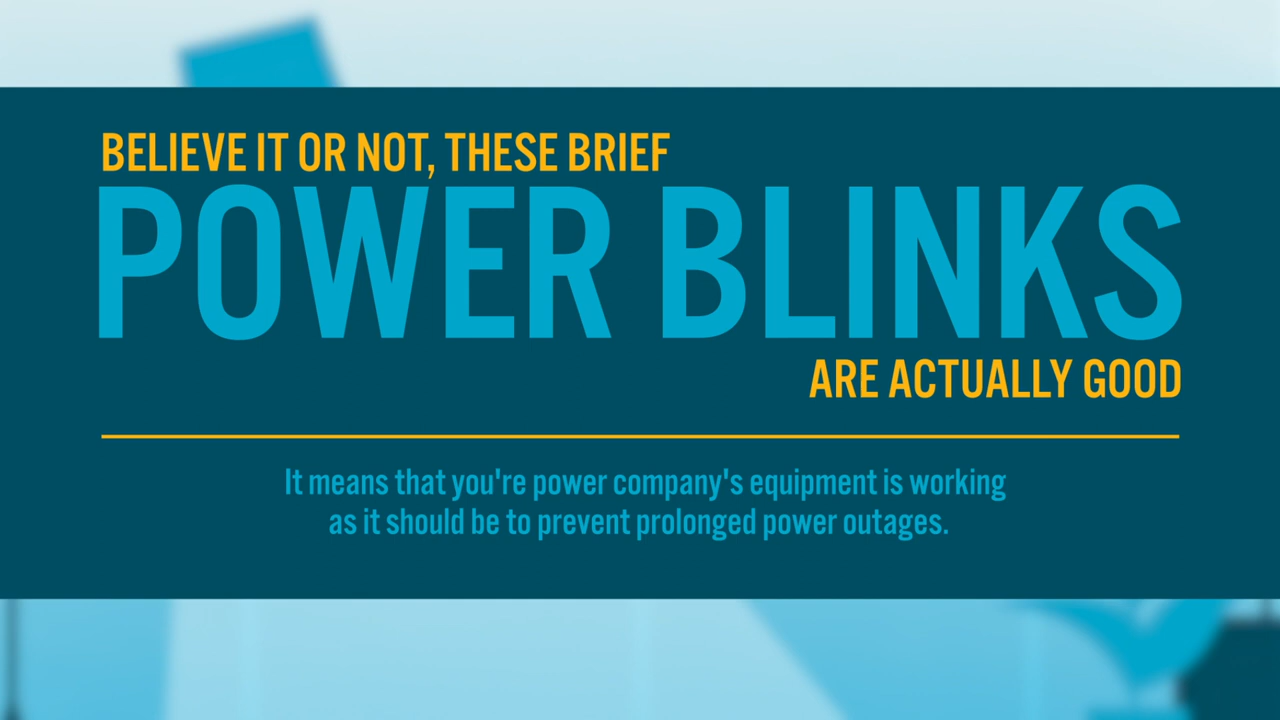 BELIEVE IT OR NOT, THESE BRIEF
POWER BLINKS
ARE ACTUALLY GOOD
It means that you're power company's equipment is working
as it should be to prevent prolonged power outages.